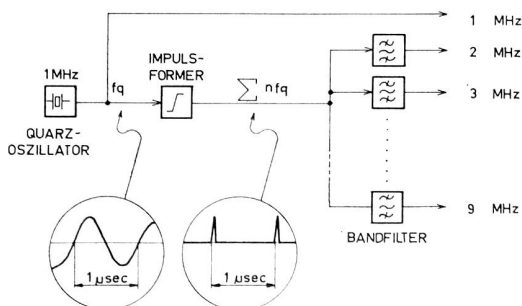 1 MHz
2 MHz
3 MHz
9 MHz
IMPULS-
FORMER
1MHz
fq
∑ nfq
QUARZ-
OSZILLATOR
BANDFILTER
1 µsec
1 µsec